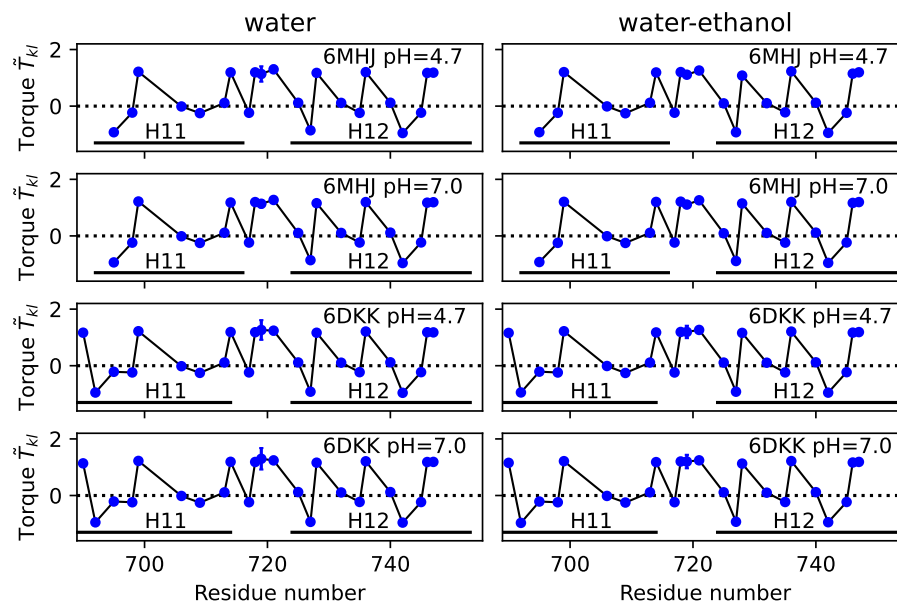 water
water-ethanol
Torque T̃kl
2
0
6MHJ pH=4.7
H11
H12
6MHJ pH=4.7
H11
H12
Torque T̃kl
2
0
6MHJ pH=7.0
H11
H12
6MHJ pH=7.0
H11
H12
Torque T̃kl
2
0
6DKK pH=4.7
H11
H12
6DKK pH=4.7
H11
H12
Torque T̃kl
2
0
6DKK pH=7.0
H11
H12
6DKK pH=7.0
H11
H12
700
720
740
700
720
740
Residue number
Residue number